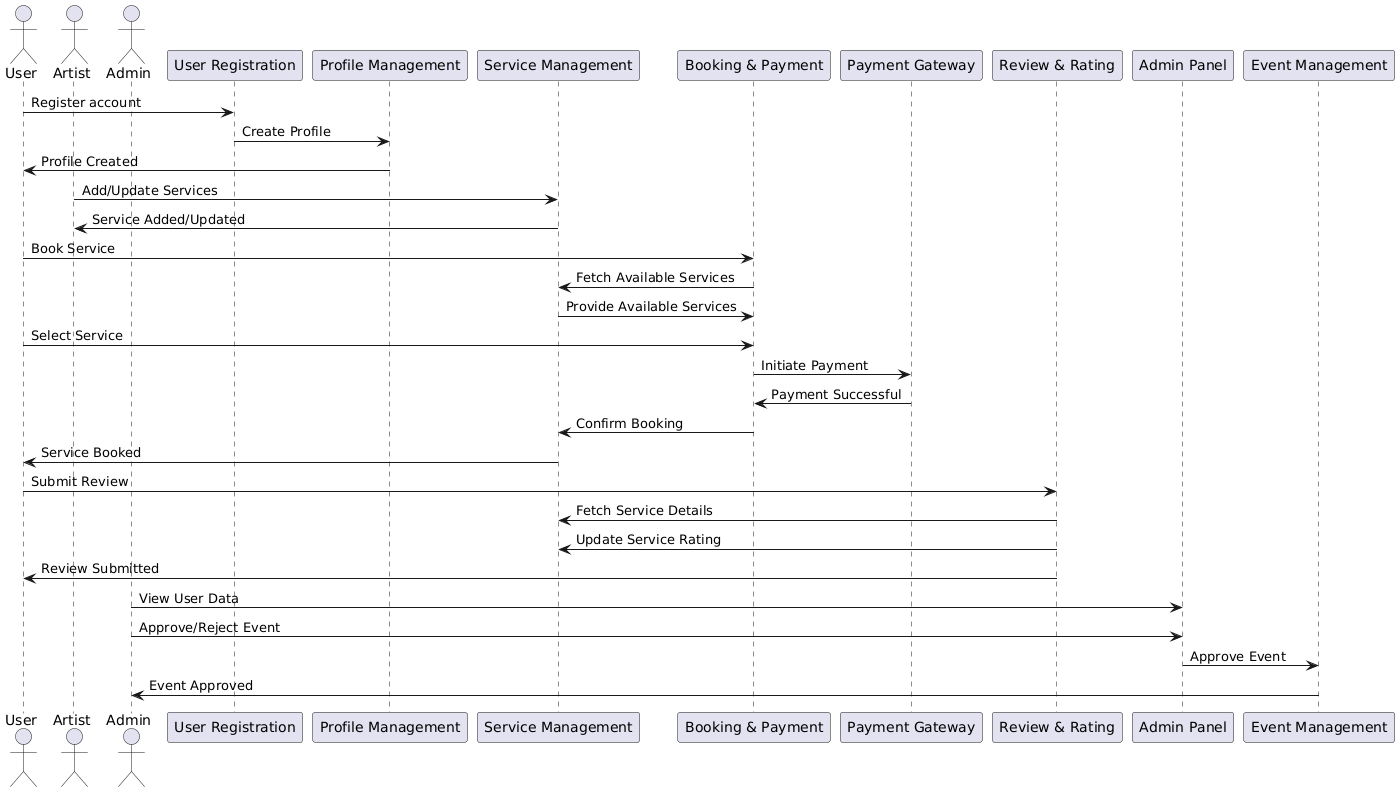 User Artist Admin User Registration Profile Management Service Management Booking & Payment Payment Gateway Review & Rating Admin Panel Event Management
Register account
Create Profile
Profile Created
Add/Update Services
Service Added/Updated
Book Service
Fetch Available Services
Provide Available Services
Select Service
Initiate Payment
Payment Successful
Confirm Booking
Service Booked
Submit Review
Fetch Service Details
Update Service Rating
Review Submitted
View User Data
Approve/Reject Event
Approve Event
Event Approved
User Artist Admin User Registration Profile Management Service Management Booking & Payment Payment Gateway Review & Rating Admin Panel Event Management